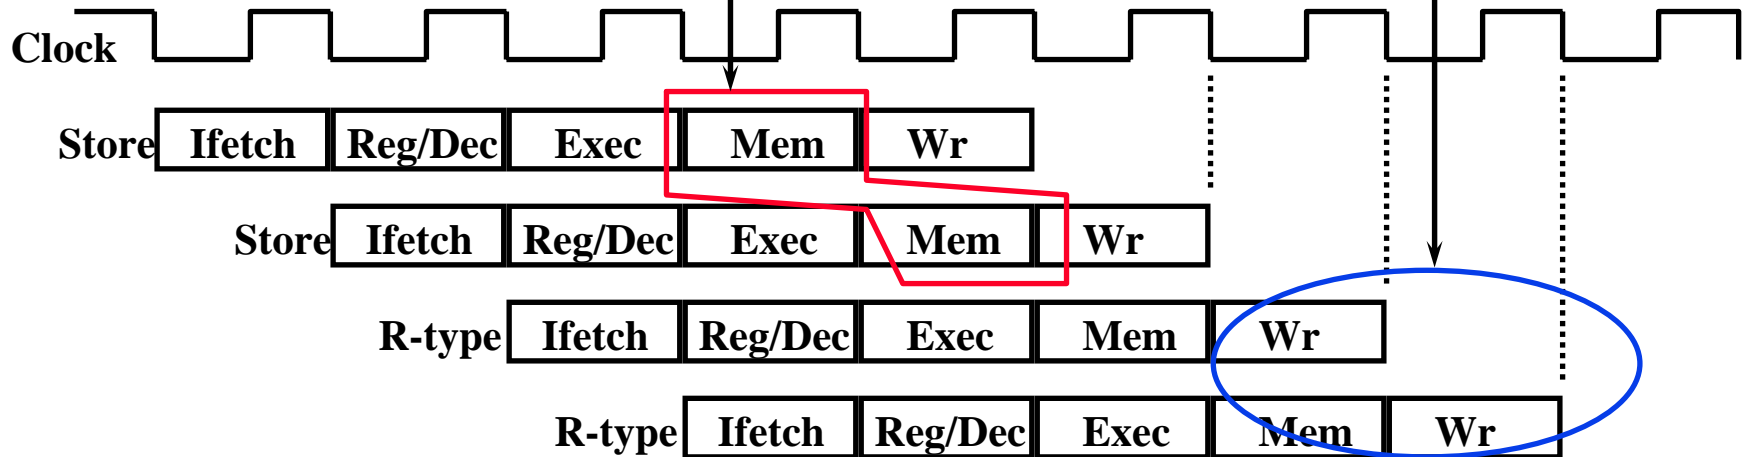 Clock
Store Ifetch Reg/Dec Exec Mem Wr
Store Ifetch Reg/Dec Exec Mem Wr
R-type Ifetch Reg/Dec Exec Mem Wr
R-type Ifetch Reg/Dec Exec Mem Wr